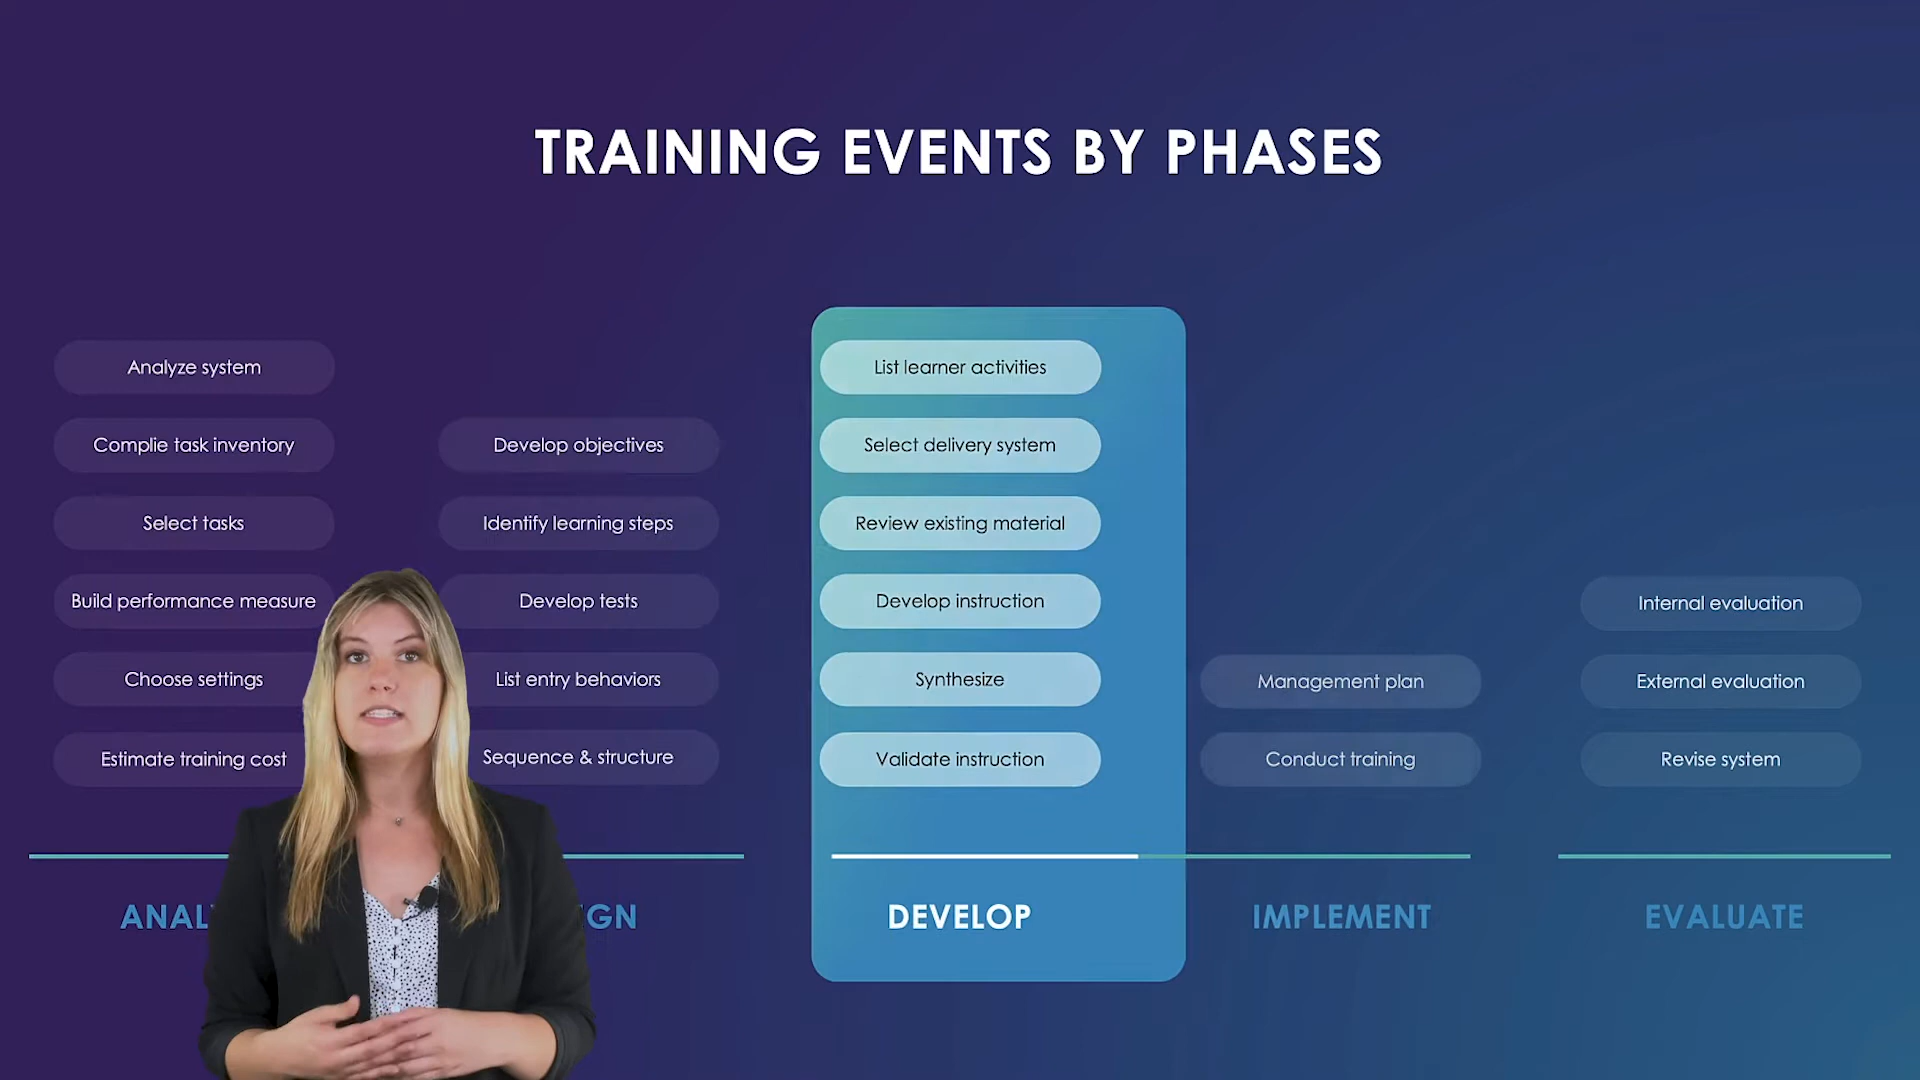 TRAINING EVENTS BY PHASES
Analyze system
Complie task inventory
Select tasks
Build performance measure
Choose settings
Estimate training cost
ANAL
Develop objectives
Identify learning steps
Develop tests
List entry behaviors
Sequence & structure
GN
List learner activities
Select delivery system
Review existing material
Develop instruction
Synthesize
Validate instruction
DEVELOP
Management plan
Conduct training
IMPLEMENT
Internal evaluation
External evaluation
Revise system
EVALUATE